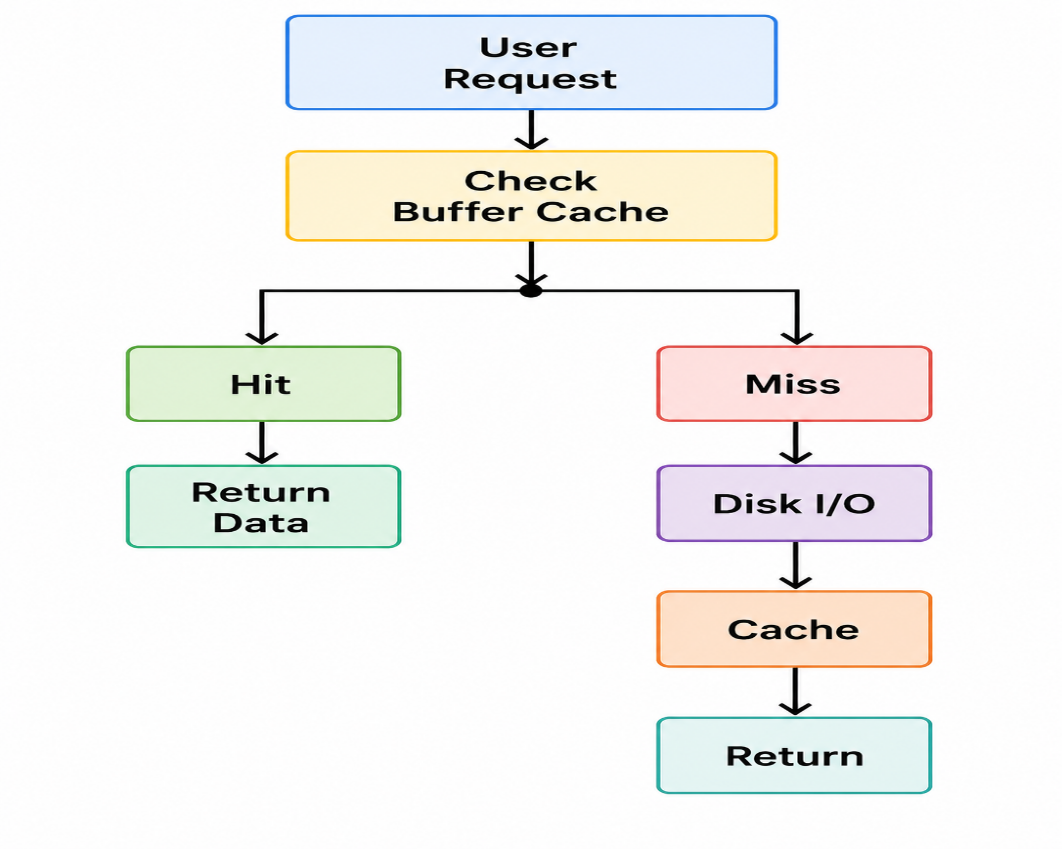 User
Request
Check
Buffer Cache
Hit
Miss
Return
Data
Disk I/O
Cache
Return